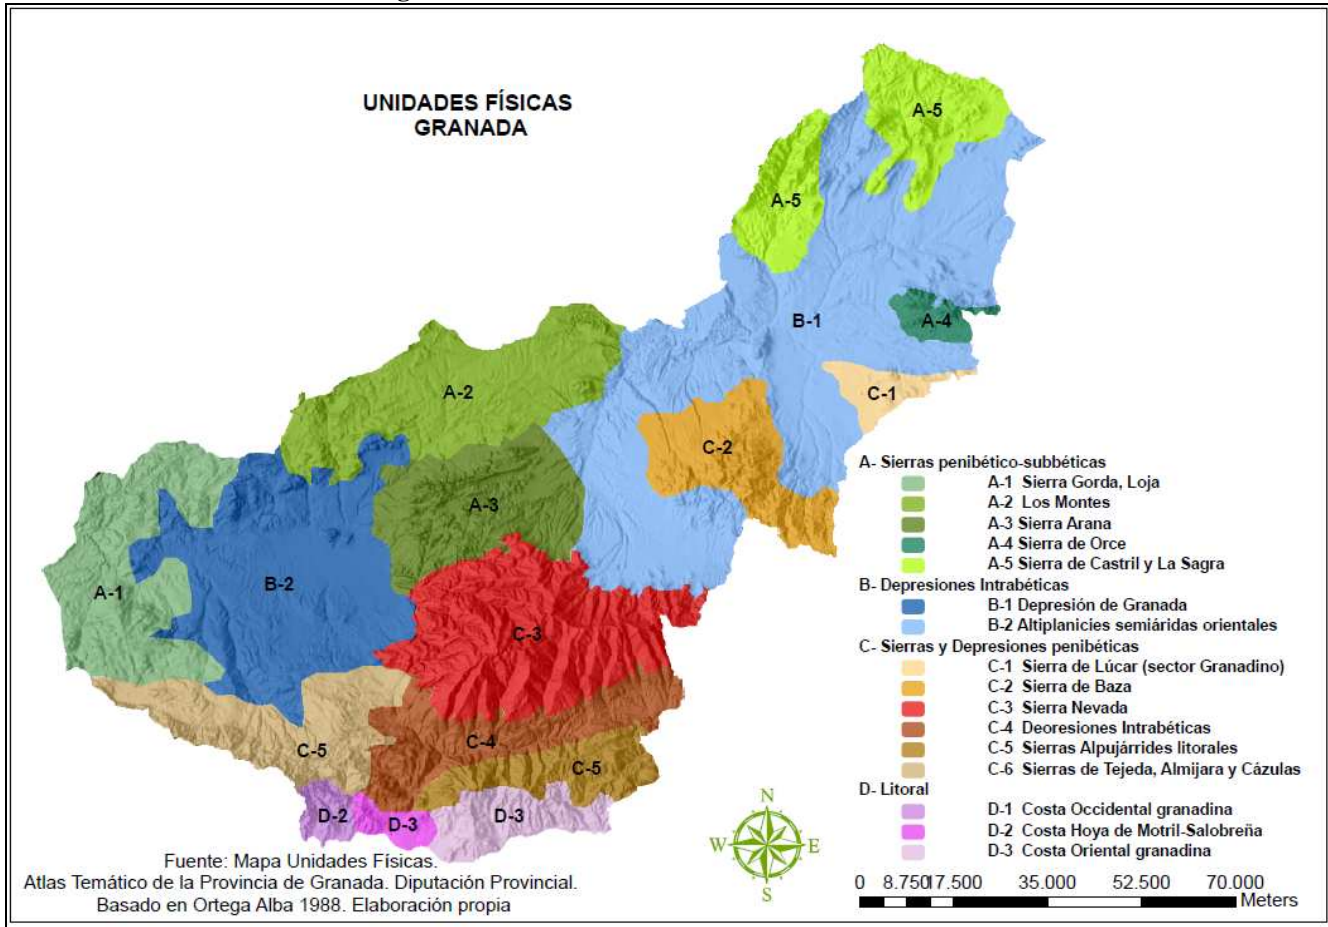 UNIDADES FÍSICAS
GRANADA
A-5
A-5
B-1
A-4
A-2
C-1
C-2
A-3
B-2
A-1
C-3
C-4
C-5
C-5
D-2
D-3
D-3
A- Sierras penibético-subbéticas
A-1 Sierra Gorda, Loja
A-2 Los Montes
A-3 Sierra Arana
A-4 Sierra de Orce
A-5 Sierra de Castril y La Sagra
B- Depresiones Intrabéticas
B-1 Depresión de Granada
B-2 Altiplanicies semiáridas orientales
C- Sierras y Depresiones penibéticas
C-1 Sierra de Lúcar (sector Granadino)
C-2 Sierra de Baza
C-3 Sierra Nevada
C-4 Deoresiones Intrabéticas
C-5 Sierras Alpujárrides litorales
C-6 Sierras de Tejeda, Almijara y Cázulas
D- Litoral
D-1 Costa Occidental granadina
D-2 Costa Hoya de Motril-Salobreña
D-3 Costa Oriental granadina
N
W E
S
0 8.750 17.500 35.000 52.500 70.000
Meters
Fuente: Mapa Unidades Físicas.
Atlas Temático de la Provincia de Granada. Diputación Provincial.
Basado en Ortega Alba 1988. Elaboración propia